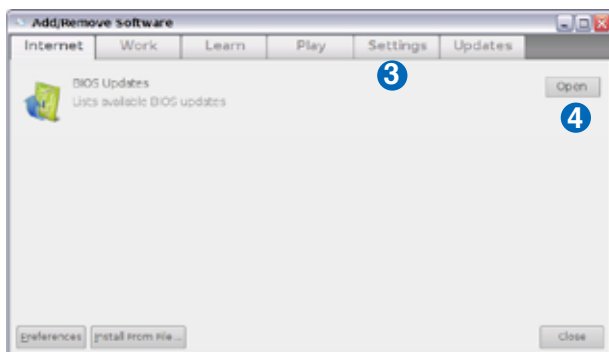 Add/Remove Software
Internet Work Learn Play Settings Updates
3
BIOS Updates
Open
Lists available BIOS updates
4
Preferences Install From File... Close